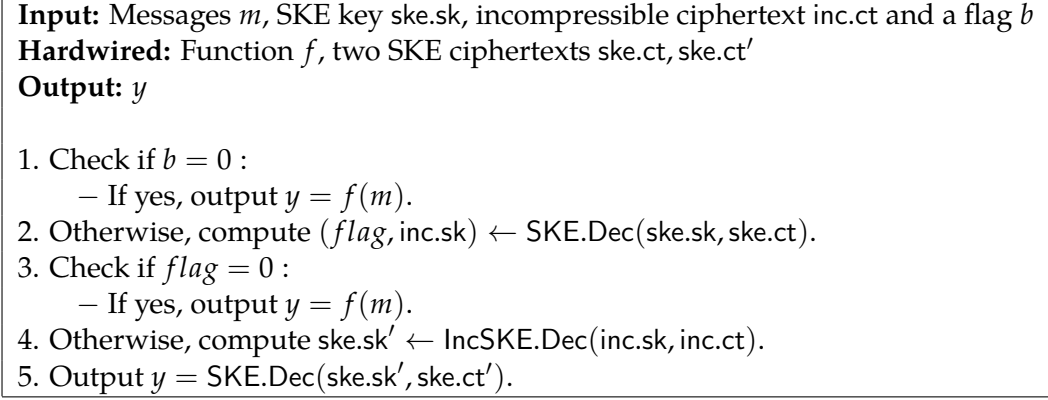 Input: Messages m, SKE key ske.sk, incompressible ciphertext inc.ct and a flag b
Hardwired: Function f, two SKE ciphertexts ske.ct, ske.ct′
Output: y
1. Check if b = 0 :
– If yes, output y = f(m).
2. Otherwise, compute (flag, inc.sk) ← SKE.Dec(ske.sk, ske.ct).
3. Check if flag = 0 :
– If yes, output y = f(m).
4. Otherwise, compute ske.sk′ ← IncSKE.Dec(inc.sk, inc.ct).
5. Output y = SKE.Dec(ske.sk′, ske.ct′).